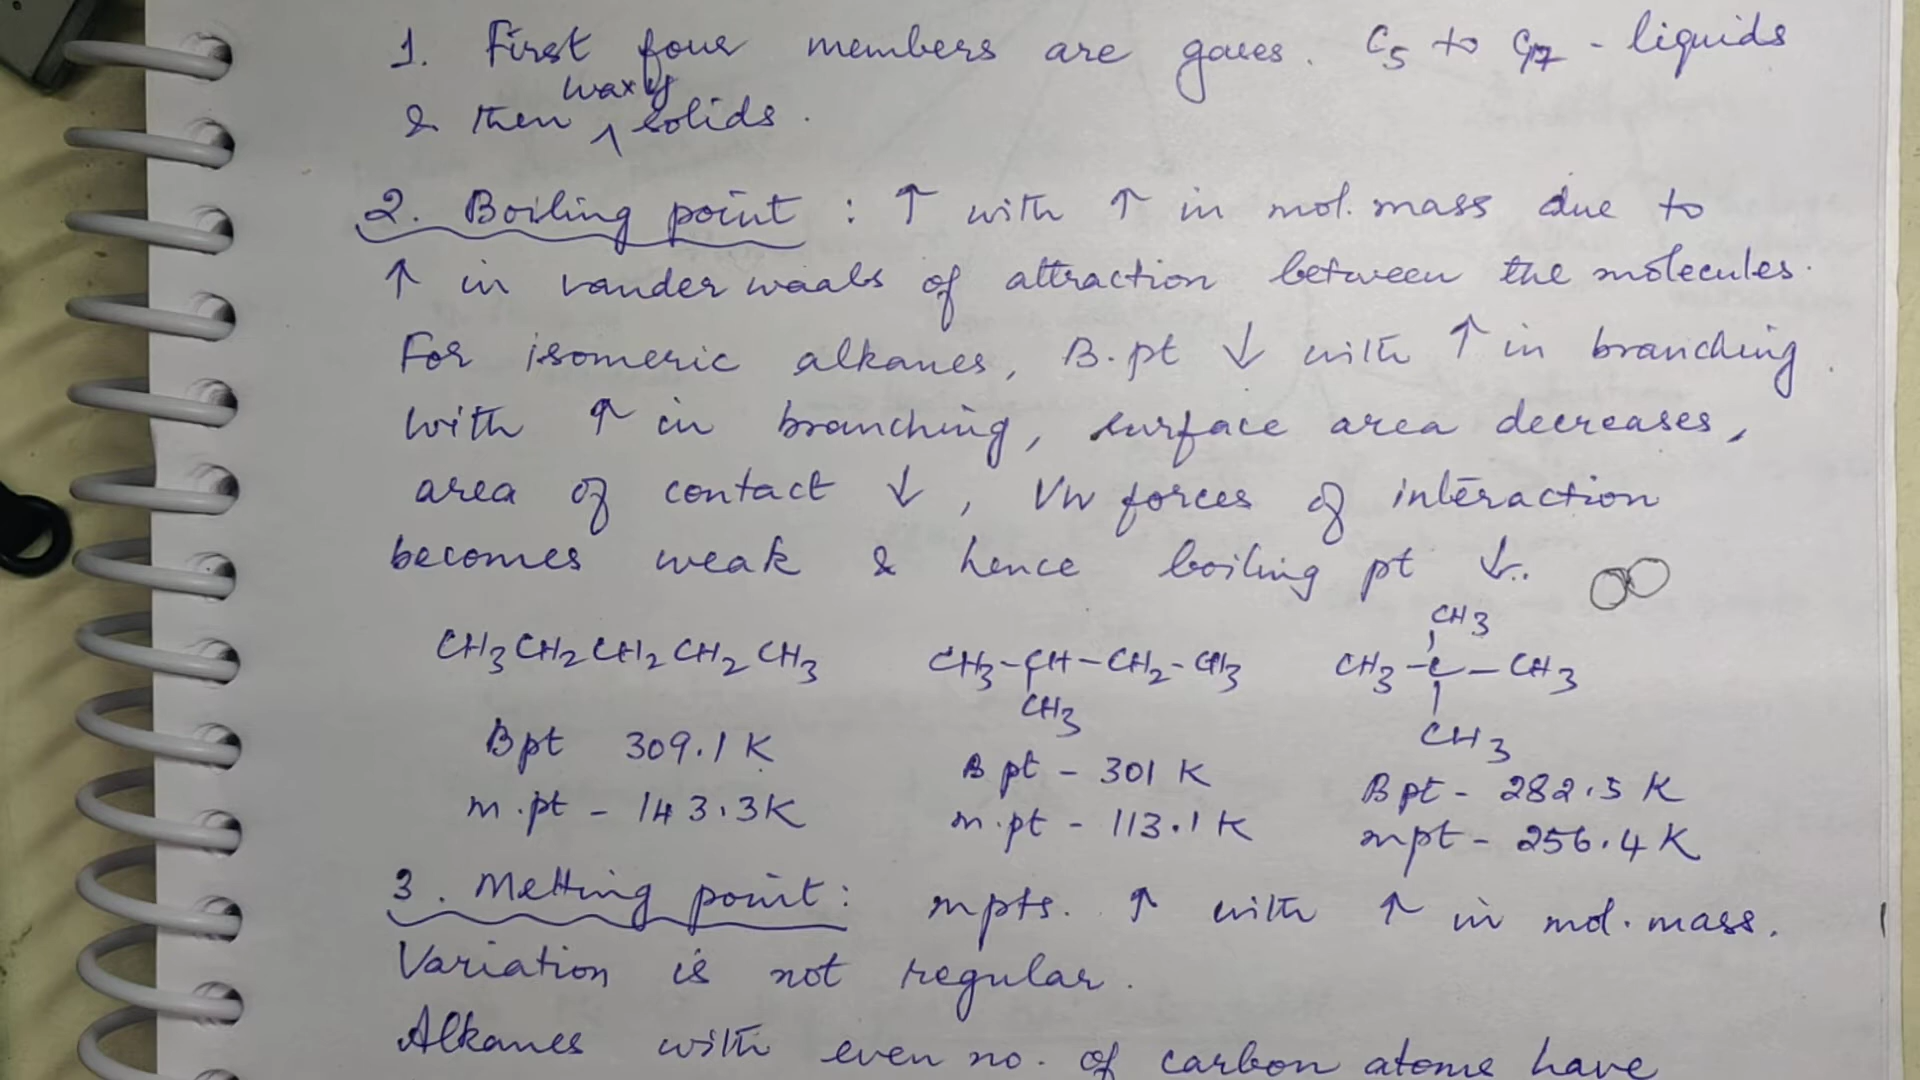 1. First four members are gases. C5 to C17 - liquids
& then waxy solids.
2. Boiling point : ↑ with ↑ in mol. mass due to
↑ in vander waals of attraction between the molecules.
For isomeric alkanes, B.pt ↓ with ↑ in branching.
With ↑ in branching, surface area decreases,
area of contact ↓, VW forces of interaction
becomes weak & hence boiling pt ↓.
CH3CH2CH2CH2CH3
Bpt 309.1 K
m.pt - 143.3K
CH3-CH-CH2-CH3
CH3
B pt - 301 K
m.pt - 113.1 K
CH3
CH3-C-CH3
CH3
B pt - 282.5 K
mpt - 256.4 K
3. Melting point: mpts. ↑ with ↑ in mol. mass.
Variation is not regular.
Alkanes with even no. of carbon atoms have